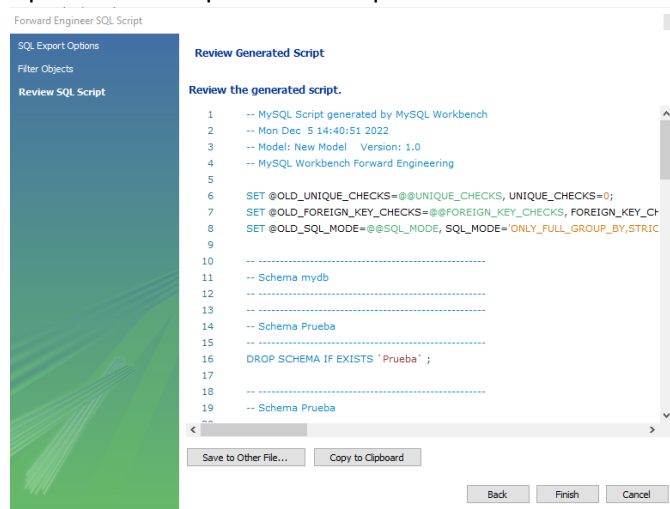 Forward Engineer SQL Script
SQL Export Options
Filter Objects
Review SQL Script
Review Generated Script
Review the generated script.
1 -- MySQL Script generated by MySQL Workbench
2 -- Mon Dec 5 14:40:51 2022
3 -- Model: New Model Version: 1.0
4 -- MySQL Workbench Forward Engineering
5
6 SET @OLD_UNIQUE_CHECKS=@@UNIQUE_CHECKS, UNIQUE_CHECKS=0;
7 SET @OLD_FOREIGN_KEY_CHECKS=@@FOREIGN_KEY_CHECKS, FOREIGN_KEY_CH
8 SET @OLD_SQL_MODE=@@SQL_MODE, SQL_MODE='ONLY_FULL_GROUP_BY,STRIC
9
10 -- -----------------------------------------------------
11 -- Schema mydb
12 -- -----------------------------------------------------
13 -- -----------------------------------------------------
14 -- Schema Prueba
15 -- -----------------------------------------------------
16 DROP SCHEMA IF EXISTS `Prueba` ;
17
18 -- -----------------------------------------------------
19 -- Schema Prueba
Save to Other File... Copy to Clipboard
Back Finish Cancel